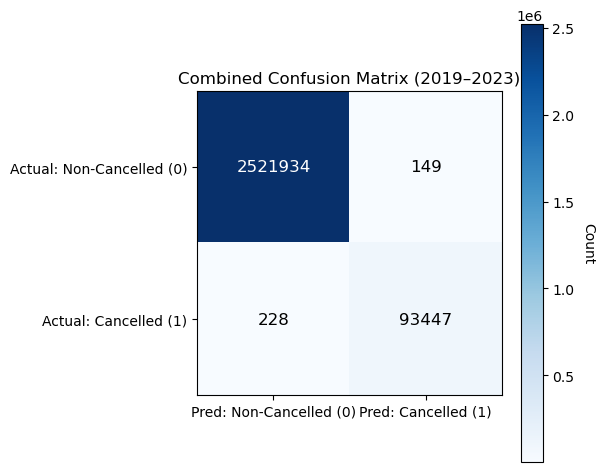 1e6
Combined Confusion Matrix (2019–2023)
2.5
Actual: Non-Cancelled (0)
2521934
149
2.0
1.5
Count
1.0
Actual: Cancelled (1)
228
93447
0.5
Pred: Non-Cancelled (0)
Pred: Cancelled (1)